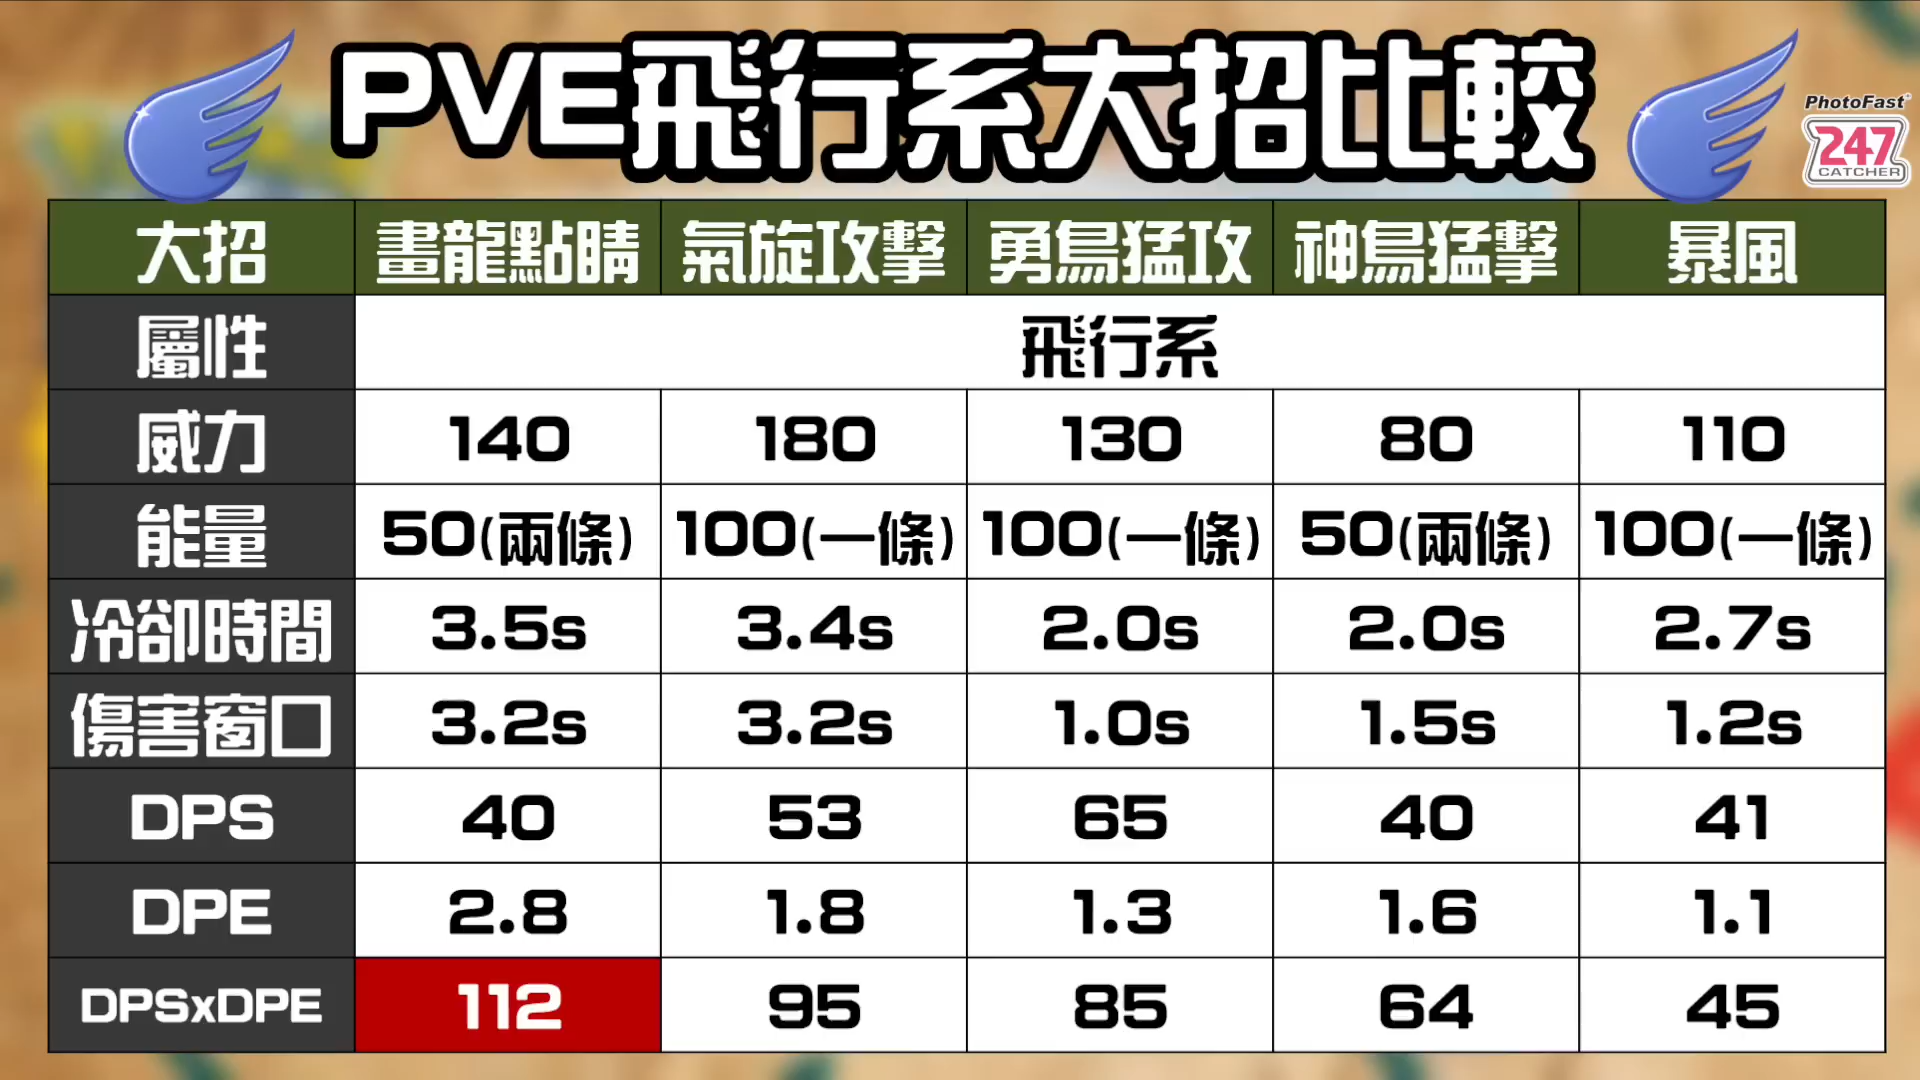 PVE飛行系大招比較
PhotoFast
247
CATCHER
大招 畫龍點睛 氣旋攻擊 勇鳥猛攻 神鳥猛擊 暴風
屬性 飛行系
威力 140 180 130 80 110
能量 50(兩條) 100(一條) 100(一條) 50(兩條) 100(一條)
冷卻時間 3.5s 3.4s 2.0s 2.0s 2.7s
傷害窗口 3.2s 3.2s 1.0s 1.5s 1.2s
DPS 40 53 65 40 41
DPE 2.8 1.8 1.3 1.6 1.1
DPSxDPE 112 95 85 64 45